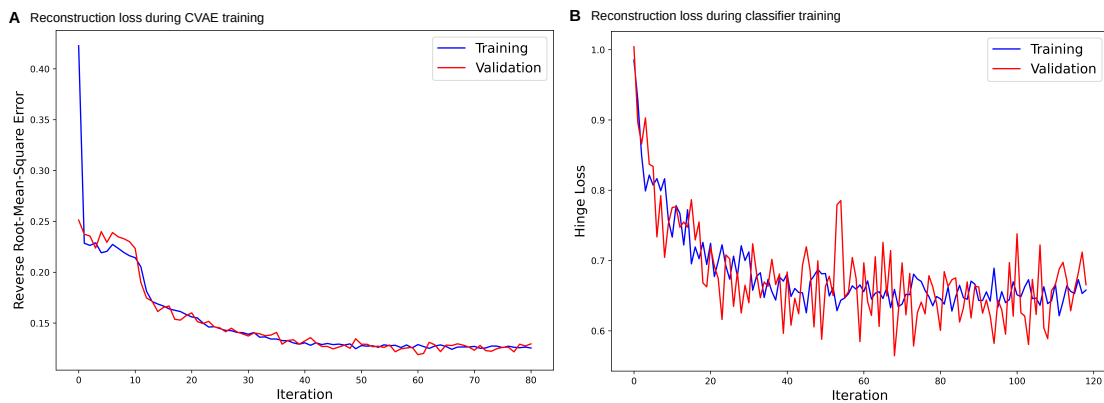 A Reconstruction loss during CVAE training
Training
Validation
Reverse Root-Mean-Square Error
0.40
0.35
0.30
0.25
0.20
0.15
0 10 20 30 40 50 60 70 80
Iteration
B Reconstruction loss during classifier training
Training
Validation
Hinge Loss
1.0
0.9
0.8
0.7
0.6
0 20 40 60 80 100 120
Iteration